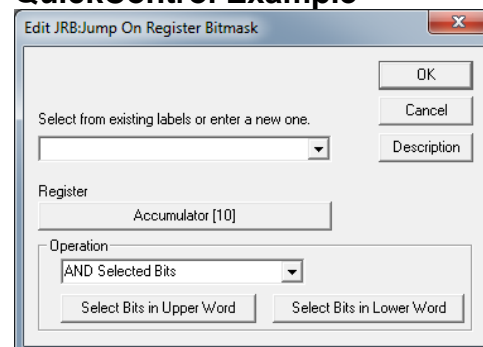 QuickControl Example
Edit JRB:Jump On Register Bitmask
OK
Select from existing labels or enter a new one.
Cancel
Description
Register
Accumulator [10]
Operation
AND Selected Bits
Select Bits in Upper Word
Select Bits in Lower Word